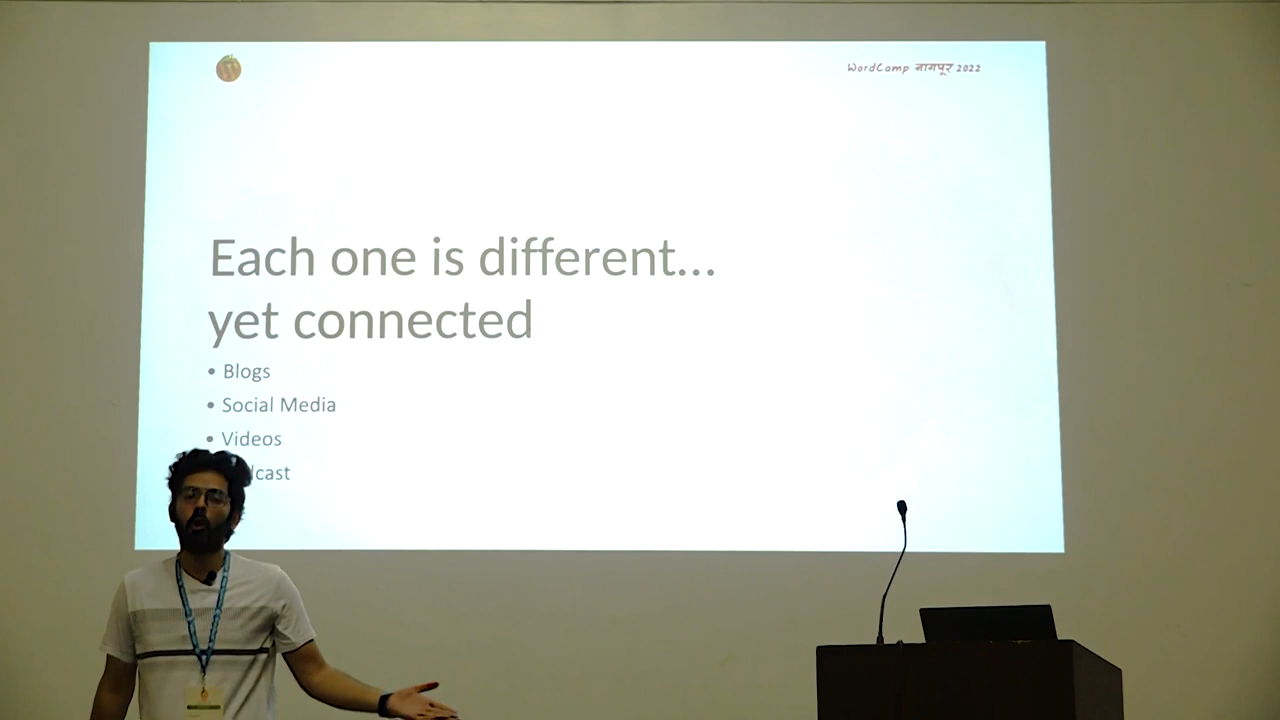 WordCamp नागपूर 2022
Each one is different...
yet connected
• Blogs
• Social Media
• Videos
dcast